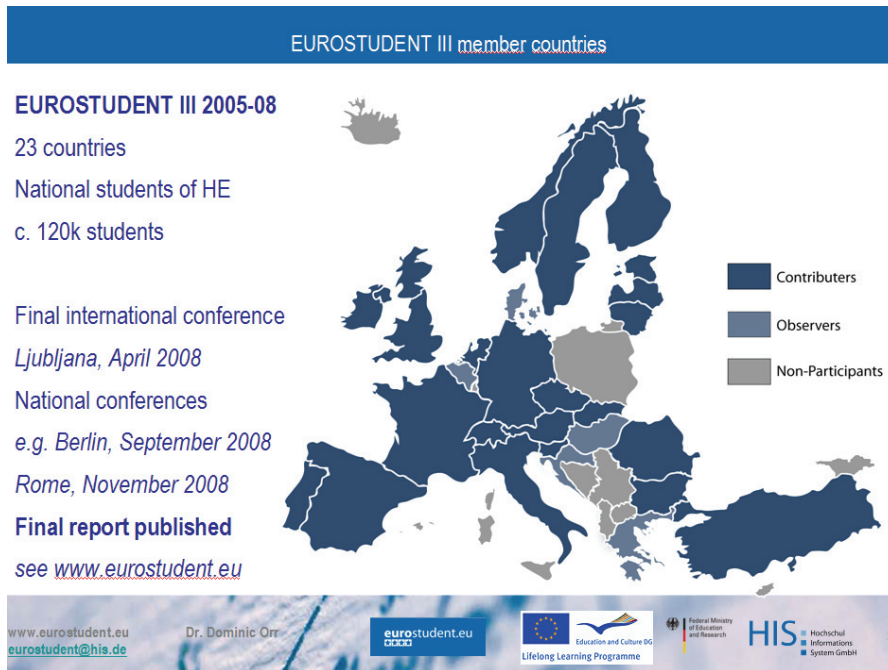 EUROSTUDENT III member countries
EUROSTUDENT III 2005-08
23 countries
National students of HE
c. 120k students
Final international conference
Ljubljana, April 2008
National conferences
e.g. Berlin, September 2008
Rome, November 2008
Final report published
see www.eurostudent.eu
Contributers
Observers
Non-Participants
www.eurostudent.eu
eurostudent@his.de
Dr. Dominic Orr
eurostudent.eu
Education and Culture DG
Lifelong Learning Programme
Federal Ministry
of Education
and Research
HIS
Hochschul
Informations
System GmbH